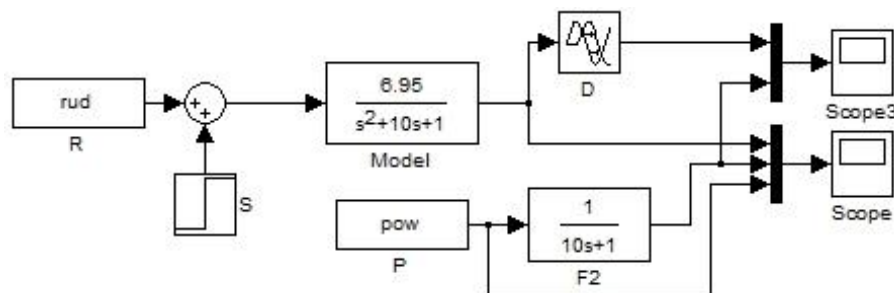 D
rud
R
+
+
6.95
s2+10s+1
Model
Scope3
S
pow
P
1
10s+1
F2
Scope